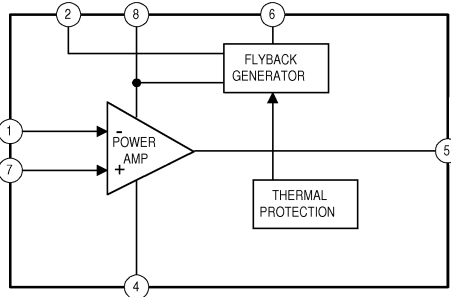 2
8
6
FLYBACK
GENERATOR
1
-
POWER
AMP
5
7
+
THERMAL
PROTECTION
4